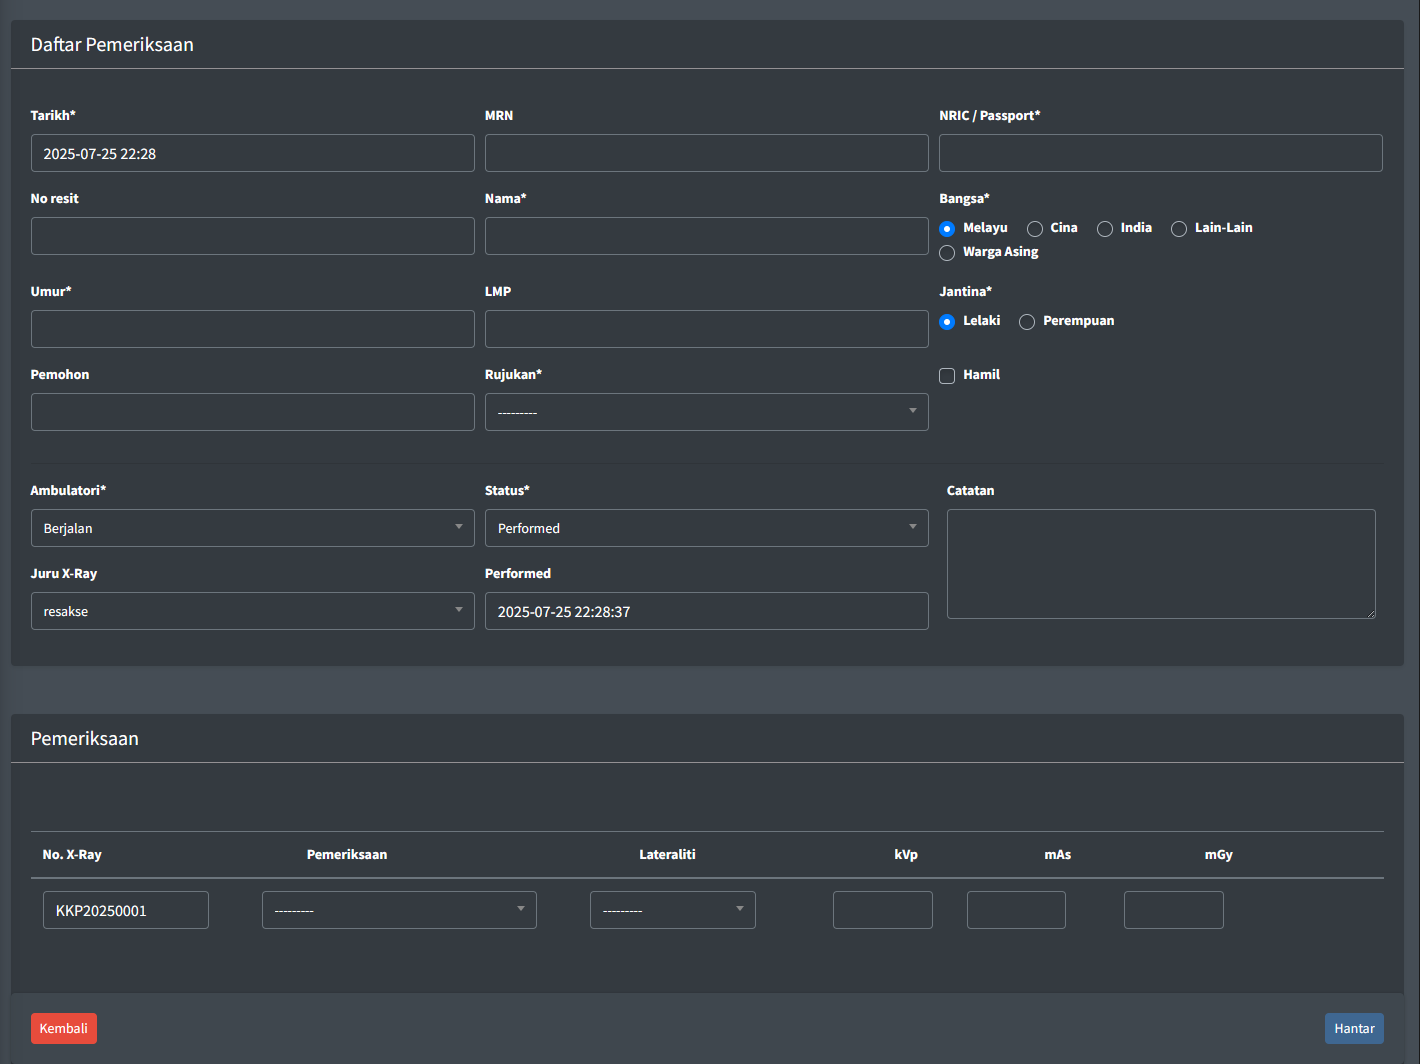 Daftar Pemeriksaan
Tarikh* MRN NRIC / Passport*
2025-07-25 22:28
No resit Nama* Bangsa*
Melayu Cina India Lain-Lain
Warga Asing
Umur* LMP Jantina*
Lelaki Perempuan
Pemohon Rujukan* Hamil
---------
Ambulatori* Status* Catatan
Berjalan Performed
Juru X-Ray Performed
resakse 2025-07-25 22:28:37
Pemeriksaan
No. X-Ray Pemeriksaan Lateraliti kVp mAs mGy
KKP20250001 --------- ---------
Kembali Hantar